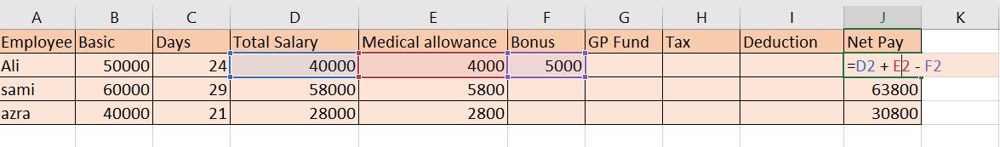 A B C D E F G H I J K
Employee Basic Days Total Salary Medical allowance Bonus GP Fund Tax Deduction Net Pay
Ali 50000 24 40000 4000 5000 =D2 + E2 - F2
sami 60000 29 58000 5800 63800
azra 40000 21 28000 2800 30800